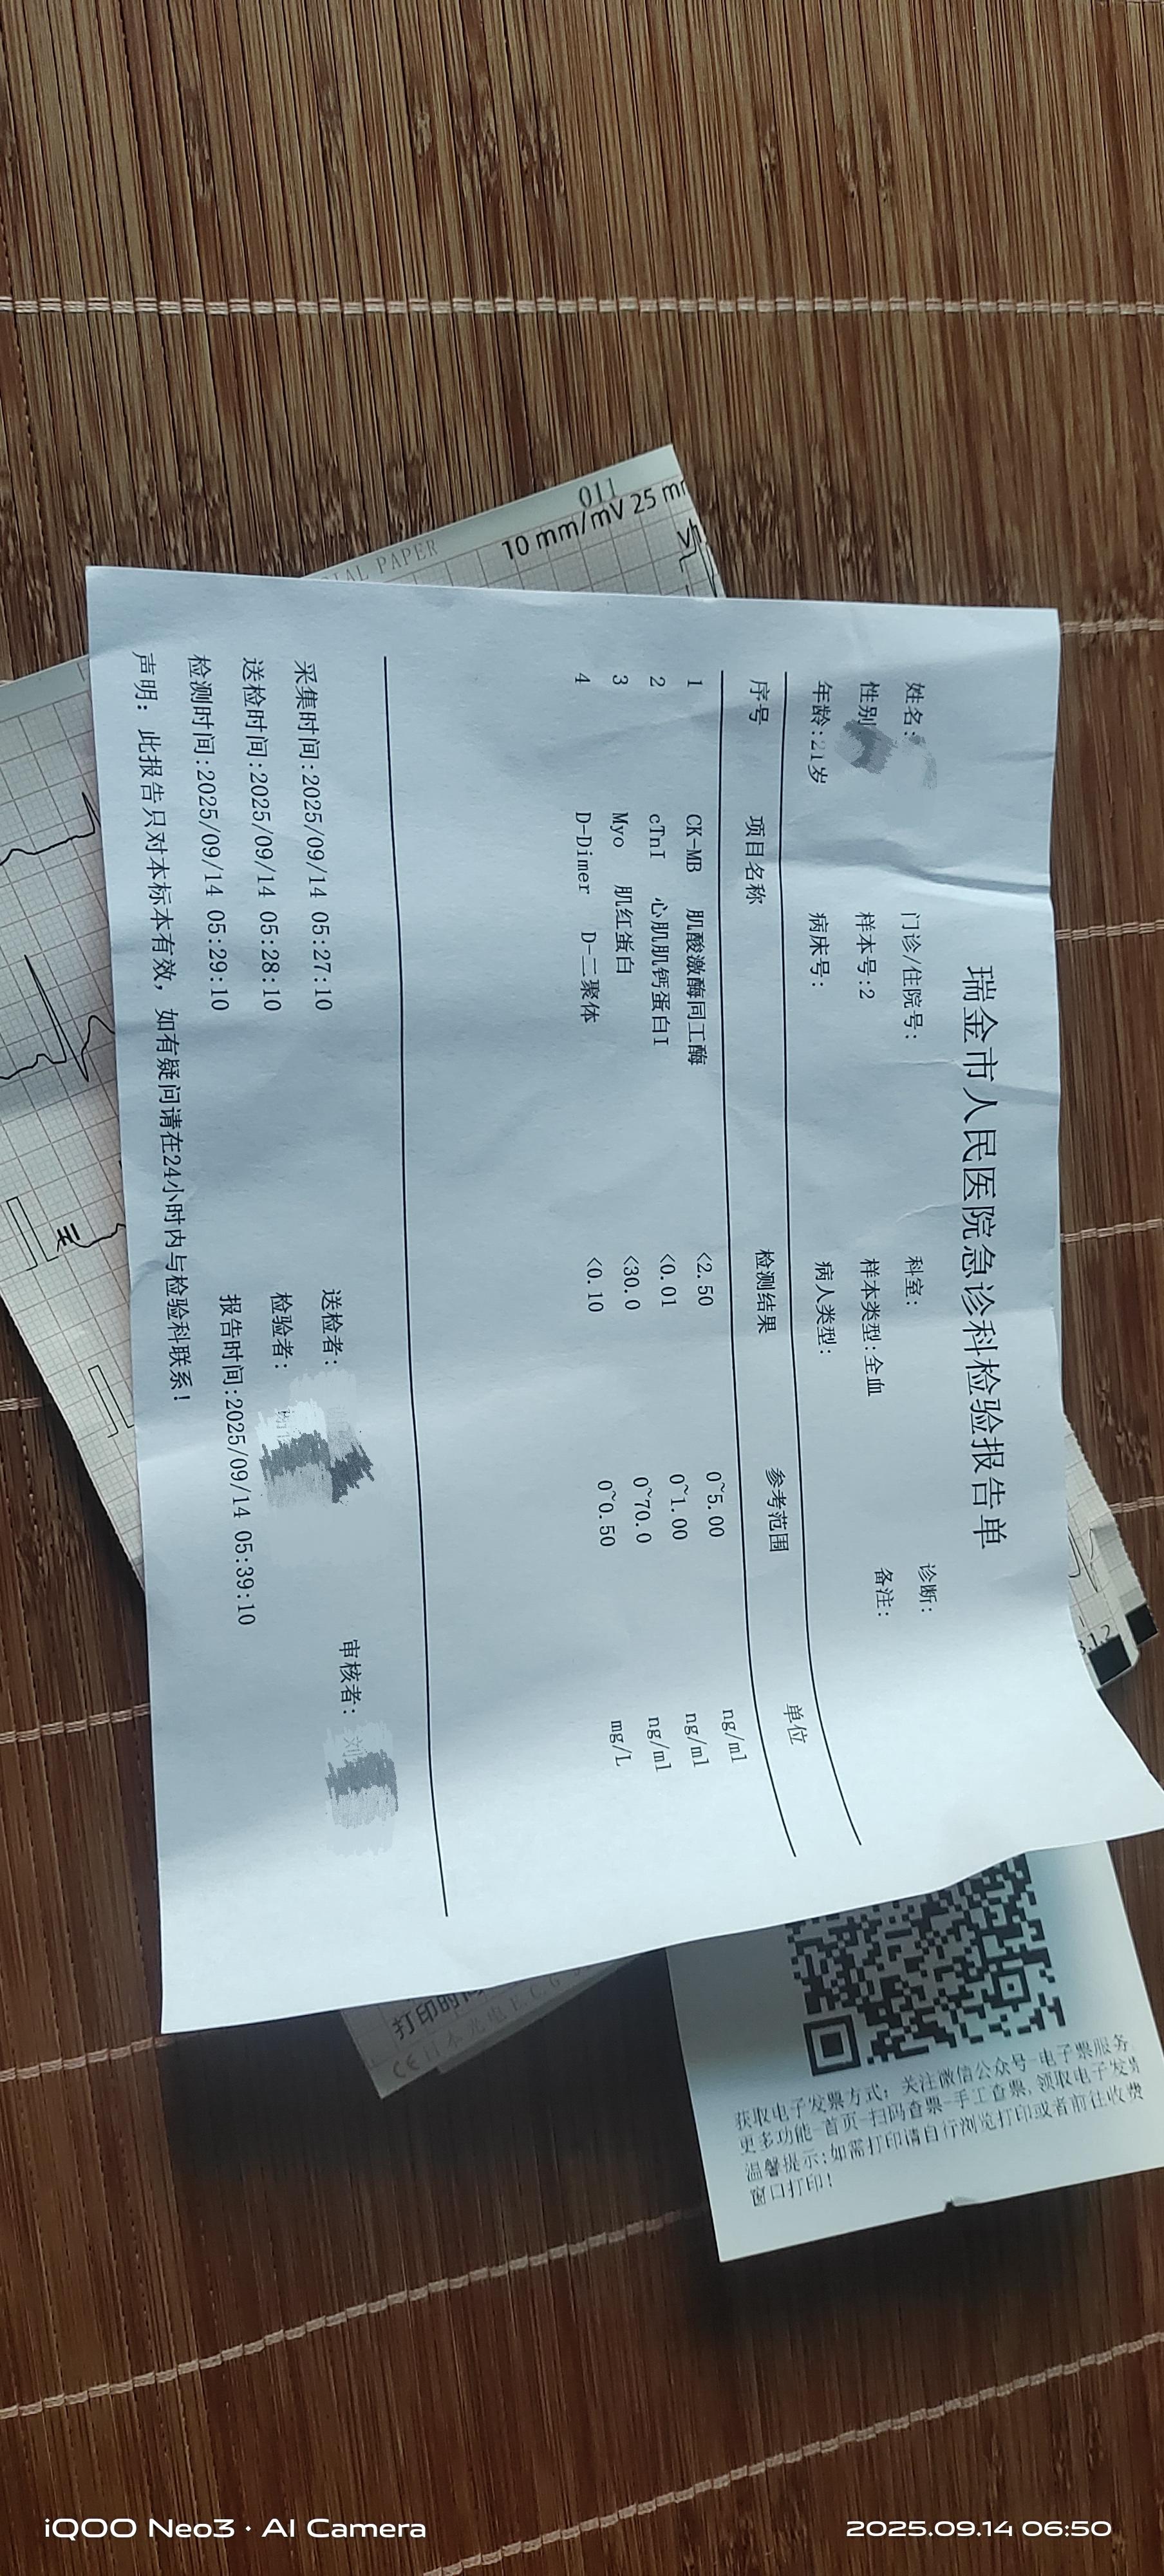 瑞金市人民医院急诊科检验报告单
姓名: 门诊/住院号: 科室: 诊断:
性别 样本号:2 样本类型:全血 备注:
年龄:21岁 病床号: 病人类型:
序号 项目名称 检测结果 参考范围 单位
1 CK-MB 肌酸激酶同工酶 <2.50 0~5.00 ng/ml
2 cTnI 心肌肌钙蛋白I <0.01 0~1.00 ng/ml
3 Myo 肌红蛋白 <30.0 0~70.0 ng/ml
4 D-Dimer D-二聚体 <0.10 0~0.50 mg/L
采集时间:2025/09/14 05:27:10 送检者: 审核者:
送检时间:2025/09/14 05:28:10 检验者:
检测时间:2025/09/14 05:29:10 报告时间:2025/09/14 05:39:10
声明: 此报告只对本标本有效, 如有疑问请在24小时内与检验科联系!
011
10 mm/mV 25 m
PAPER
打印时间
日本光电ECG
CE
获取电子发票方式: 关注微信公众号-电子票服务
更多功能-首页-扫码查票-手工查票, 领取电子发票
温馨提示:如需打印请自行浏览打印或者前往收费
窗口打印!
iQOO Neo3 · AI Camera
2025.09.14 06:50